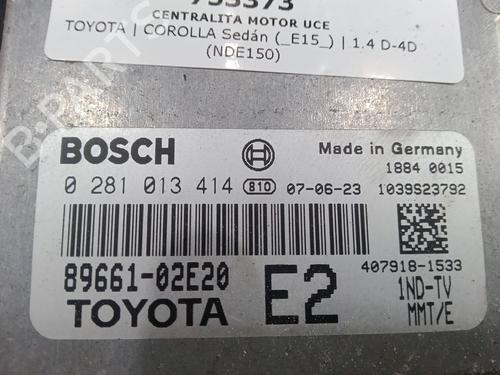 CENTRALITA MOTOR UCE
TOYOTA | COROLLA Sedán (_E15_) | 1.4 D-4D
(NDE150)
B-PARTS
BOSCH
Made in Germany
1884 0015
0 281 013 414 810 07-06-23 1039S23792
407918-1533
89661-02E20
TOYOTA
E2
1ND-TV
MMT/E